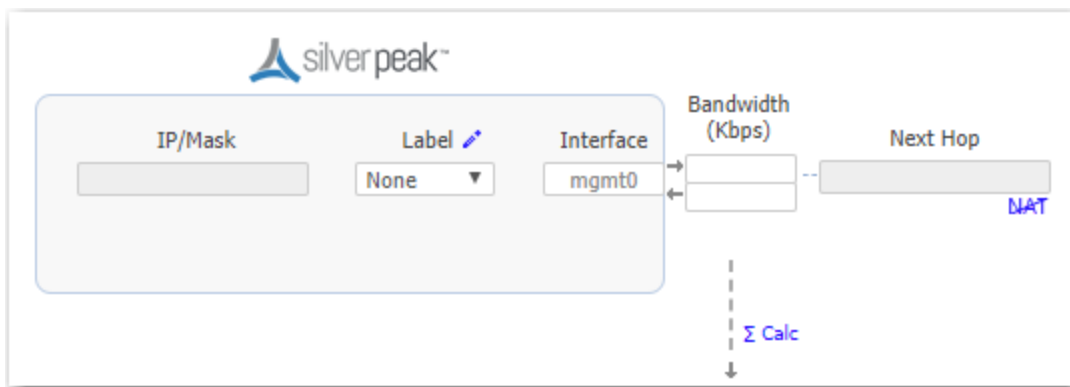 silver peak™
Bandwidth
(Kbps)
IP/Mask
Label
Interface
Next Hop
None
mgmt0
NAT
Σ Calc